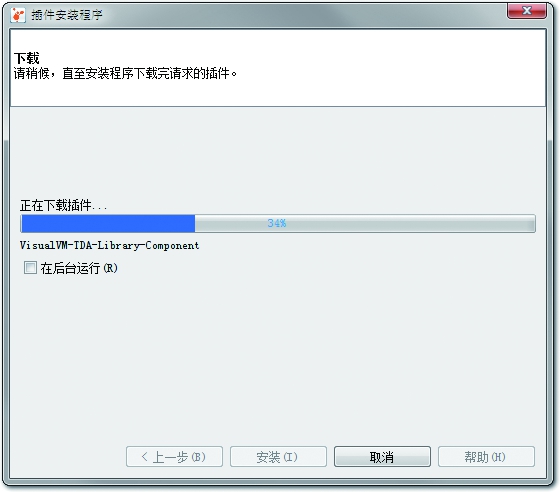 插件安装程序
下载
请稍候，直至安装程序下载完请求的插件。
正在下载插件...
34%
VisualVM-TDA-Library-Component
在后台运行(R)
< 上一步(B)
安装(I)
取消
帮助(H)